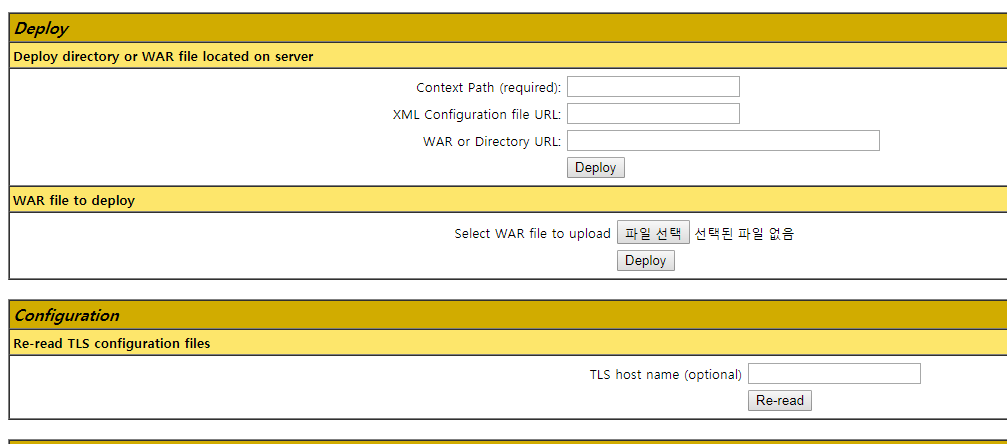 Deploy
Deploy directory or WAR file located on server
Context Path (required):
XML Configuration file URL:
WAR or Directory URL:
Deploy
WAR file to deploy
Select WAR file to upload 파일 선택 선택된 파일 없음
Deploy
Configuration
Re-read TLS configuration files
TLS host name (optional)
Re-read